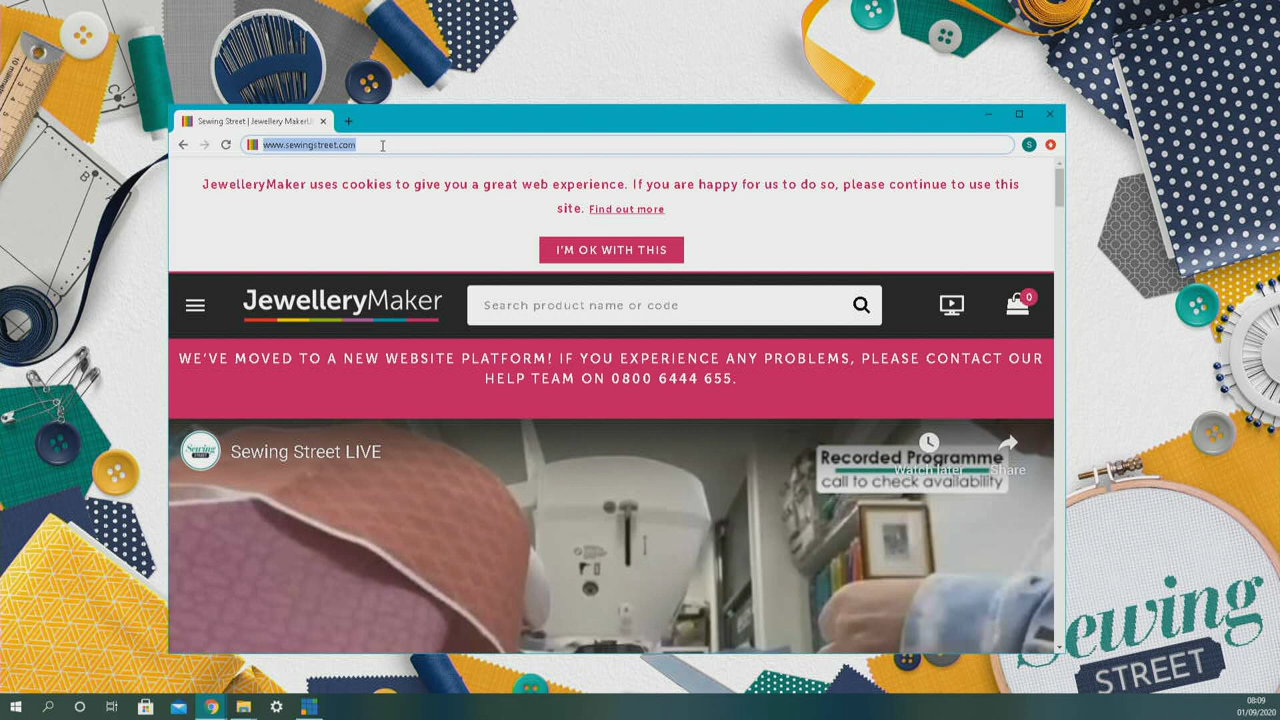 Sewing Street | Jewellery MakerU
www.sewingstreet.com
S
JewelleryMaker uses cookies to give you a great web experience. If you are happy for us to do so, please continue to use this
site. Find out more
I'M OK WITH THIS
JewelleryMaker
Search product name or code
0
WE'VE MOVED TO A NEW WEBSITE PLATFORM! IF YOU EXPERIENCE ANY PROBLEMS, PLEASE CONTACT OUR
HELP TEAM ON 0800 6444 655.
Sewing STREET
Sewing Street LIVE
Recorded Programme
Watch later
Share
call to check availability
B
C
Sewing
STREET
08:09
01/09/2020